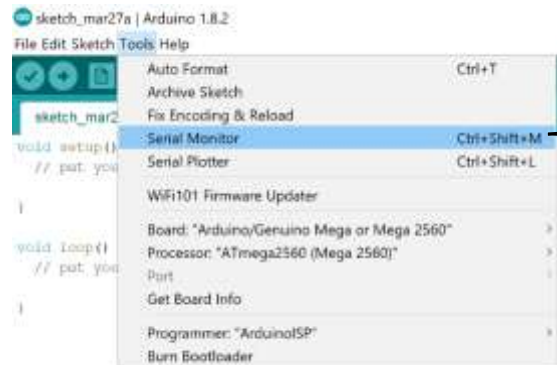 sketch_mar27a | Arduino 1.8.2
File Edit Sketch Tools Help
Auto Format Ctrl+T
Archive Sketch
sketch_mar2 Fix Encoding & Reload
void setup() Serial Monitor Ctrl+Shift+M
// put you Serial Plotter Ctrl+Shift+L
WiFi101 Firmware Updater
}
Board: "Arduino/Genuino Mega or Mega 2560"
void loop() Processor: "ATmega2560 (Mega 2560)"
// put you Port
Get Board Info
}
Programmer: "ArduinoISP"
Burn Bootloader